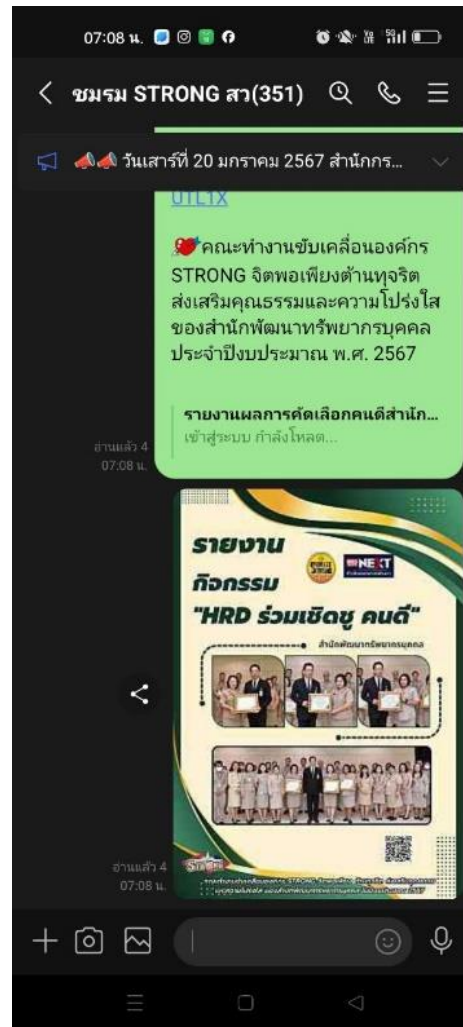 07:08 น.
ชมรม STRONG สว(351)
วันเสาร์ที่ 20 มกราคม 2567 สำนักกร...
UTL1X
คณะทำงานขับเคลื่อนองค์กร
STRONG จิตพอเพียงต้านทุจริต
ส่งเสริมคุณธรรมและความโปร่งใส
ของสำนักพัฒนาทรัพยากรบุคคล
ประจำปีงบประมาณ พ.ศ. 2567
รายงานผลการคัดเลือกคนดีสำนัก...
เข้าสู่ระบบ กำลังโหลด...
อ่านแล้ว 4
07:08 น.
รายงาน
กิจกรรม
NEXT
"HRD ร่วมเชิดชู คนดี"
สำนักพัฒนาทรัพยากรบุคคล
อ่านแล้ว 4
07:08 น.